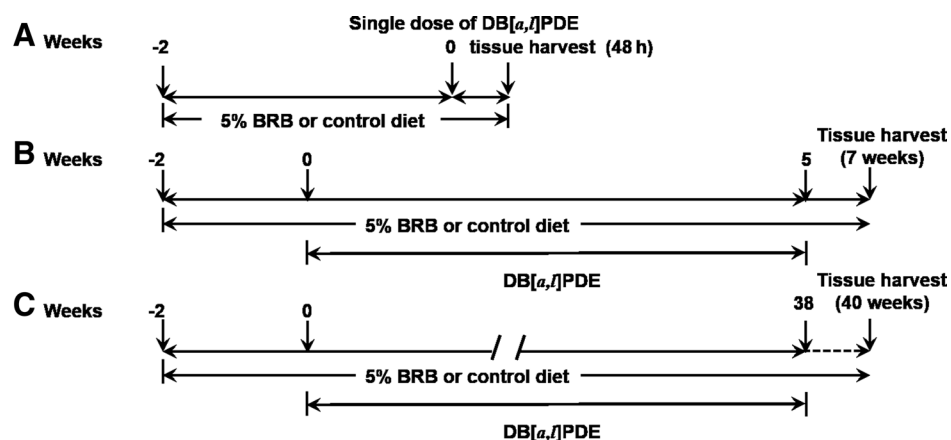 A Weeks
Single dose of DB[a,l]PDE
-2 0 tissue harvest (48 h)
5% BRB or control diet
B Weeks
Tissue harvest
-2 0 5 (7 weeks)
5% BRB or control diet
DB[a,l]PDE
C Weeks
Tissue harvest
-2 0 38 (40 weeks)
5% BRB or control diet
DB[a,l]PDE